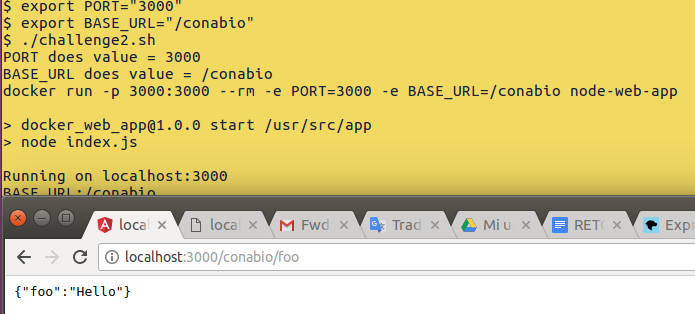 $ export PORT="3000"
$ export BASE_URL="/conabio"
$ ./challenge2.sh
PORT does value = 3000
BASE_URL does value = /conabio
docker run -p 3000:3000 --rm -e PORT=3000 -e BASE_URL=/conabio node-web-app
> docker_web_app@1.0.0 start /usr/src/app
> node index.js
Running on localhost:3000
BASE_URL:/conabio
loca loca Fwd Trad Mi u RETO Expr
localhost:3000/conabio/foo
{"foo":"Hello"}